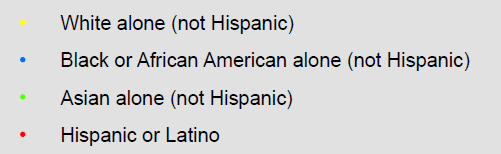 White alone (not Hispanic)
Black or African American alone (not Hispanic)
Asian alone (not Hispanic)
Hispanic or Latino